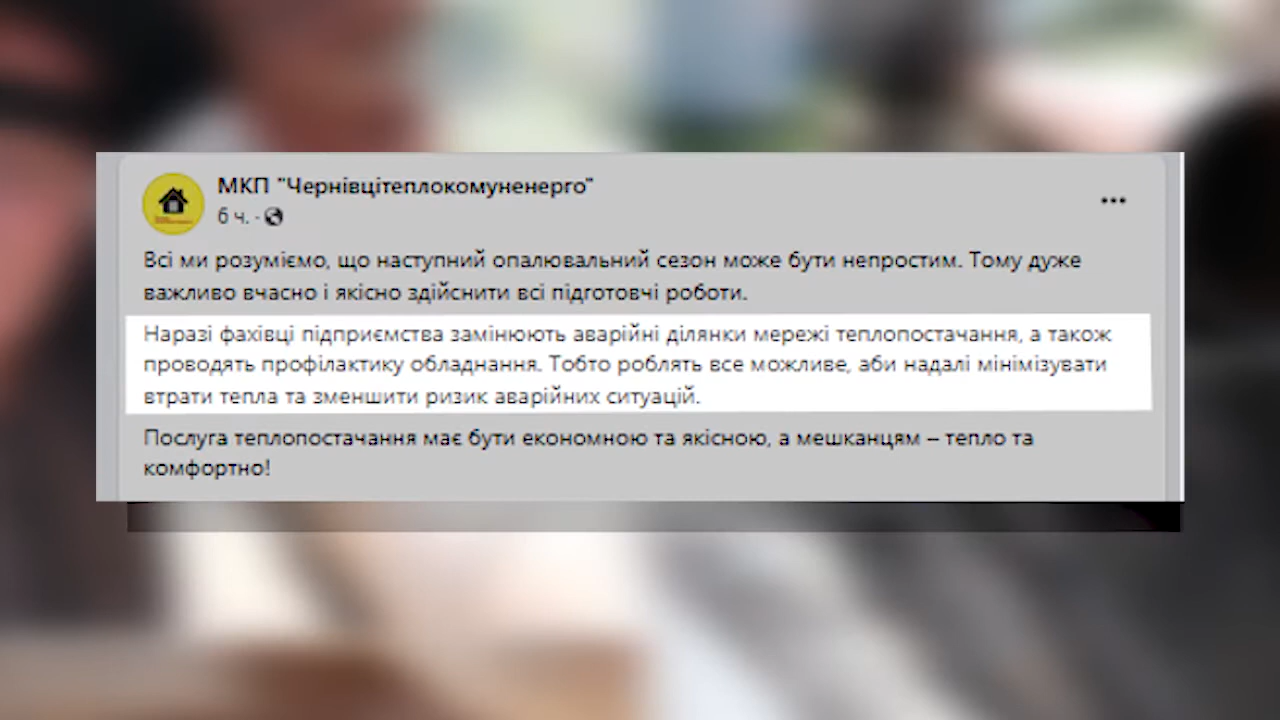 МКП "Чернівцітеплокомуненерго"
6 ч. ·
Всі ми розуміємо, що наступний опалювальний сезон може бути непростим. Тому дуже
важливо вчасно і якісно здійснити всі підготовчі роботи.
Наразі фахівці підприємства замінюють аварійні ділянки мережі теплопостачання, а також
проводять профілактику обладнання. Тобто роблять все можливе, аби надалі мінімізувати
втрати тепла та зменшити ризик аварійних ситуацій.
Послуга теплопостачання має бути економною та якісною, а мешканцям – тепло та
комфортно!